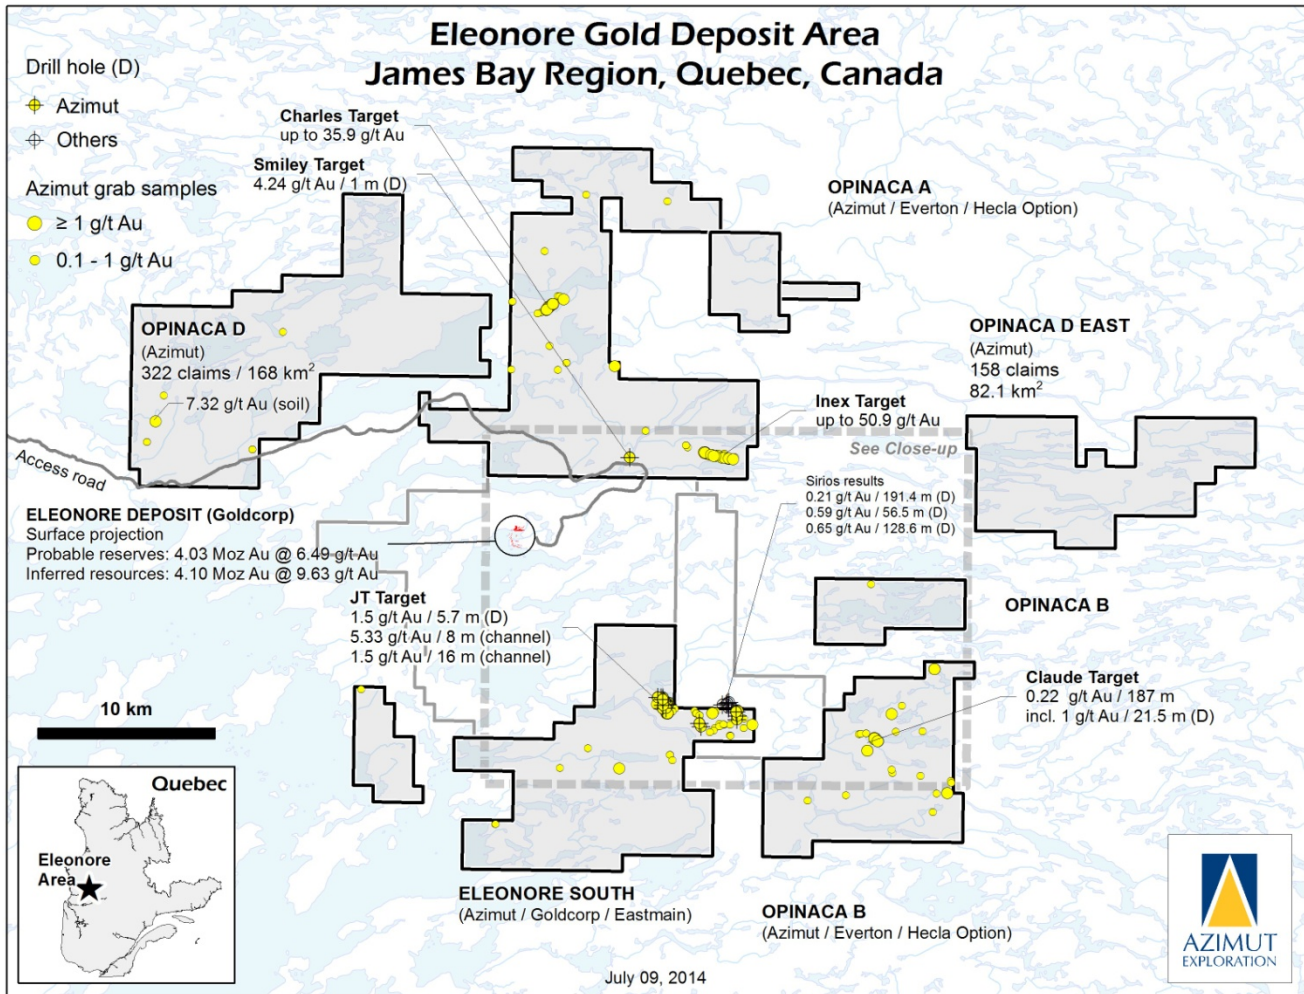 Eleonore Gold Deposit Area
James Bay Region, Quebec, Canada
Drill hole (D)
Azimut
Others
Azimut grab samples
≥ 1 g/t Au
0.1 - 1 g/t Au
Charles Target
up to 35.9 g/t Au
Smiley Target
4.24 g/t Au / 1 m (D)
OPINACA A
(Azimut / Everton / Hecla Option)
OPINACA D
(Azimut)
322 claims / 168 km²
7.32 g/t Au (soil)
OPINACA D EAST
(Azimut)
158 claims
82.1 km²
Inex Target
up to 50.9 g/t Au
See Close-up
Access road
Sirios results
0.21 g/t Au / 191.4 m (D)
0.59 g/t Au / 56.5 m (D)
0.65 g/t Au / 128.6 m (D)
ELEONORE DEPOSIT (Goldcorp)
Surface projection
Probable reserves: 4.03 Moz Au @ 6.49 g/t Au
Inferred resources: 4.10 Moz Au @ 9.63 g/t Au
JT Target
1.5 g/t Au / 5.7 m (D)
5.33 g/t Au / 8 m (channel)
1.5 g/t Au / 16 m (channel)
OPINACA B
Claude Target
0.22 g/t Au / 187 m
incl. 1 g/t Au / 21.5 m (D)
10 km
Quebec
Eleonore
Area
ELEONORE SOUTH
(Azimut / Goldcorp / Eastmain)
OPINACA B
(Azimut / Everton / Hecla Option)
July 09, 2014
AZIMUT
EXPLORATION